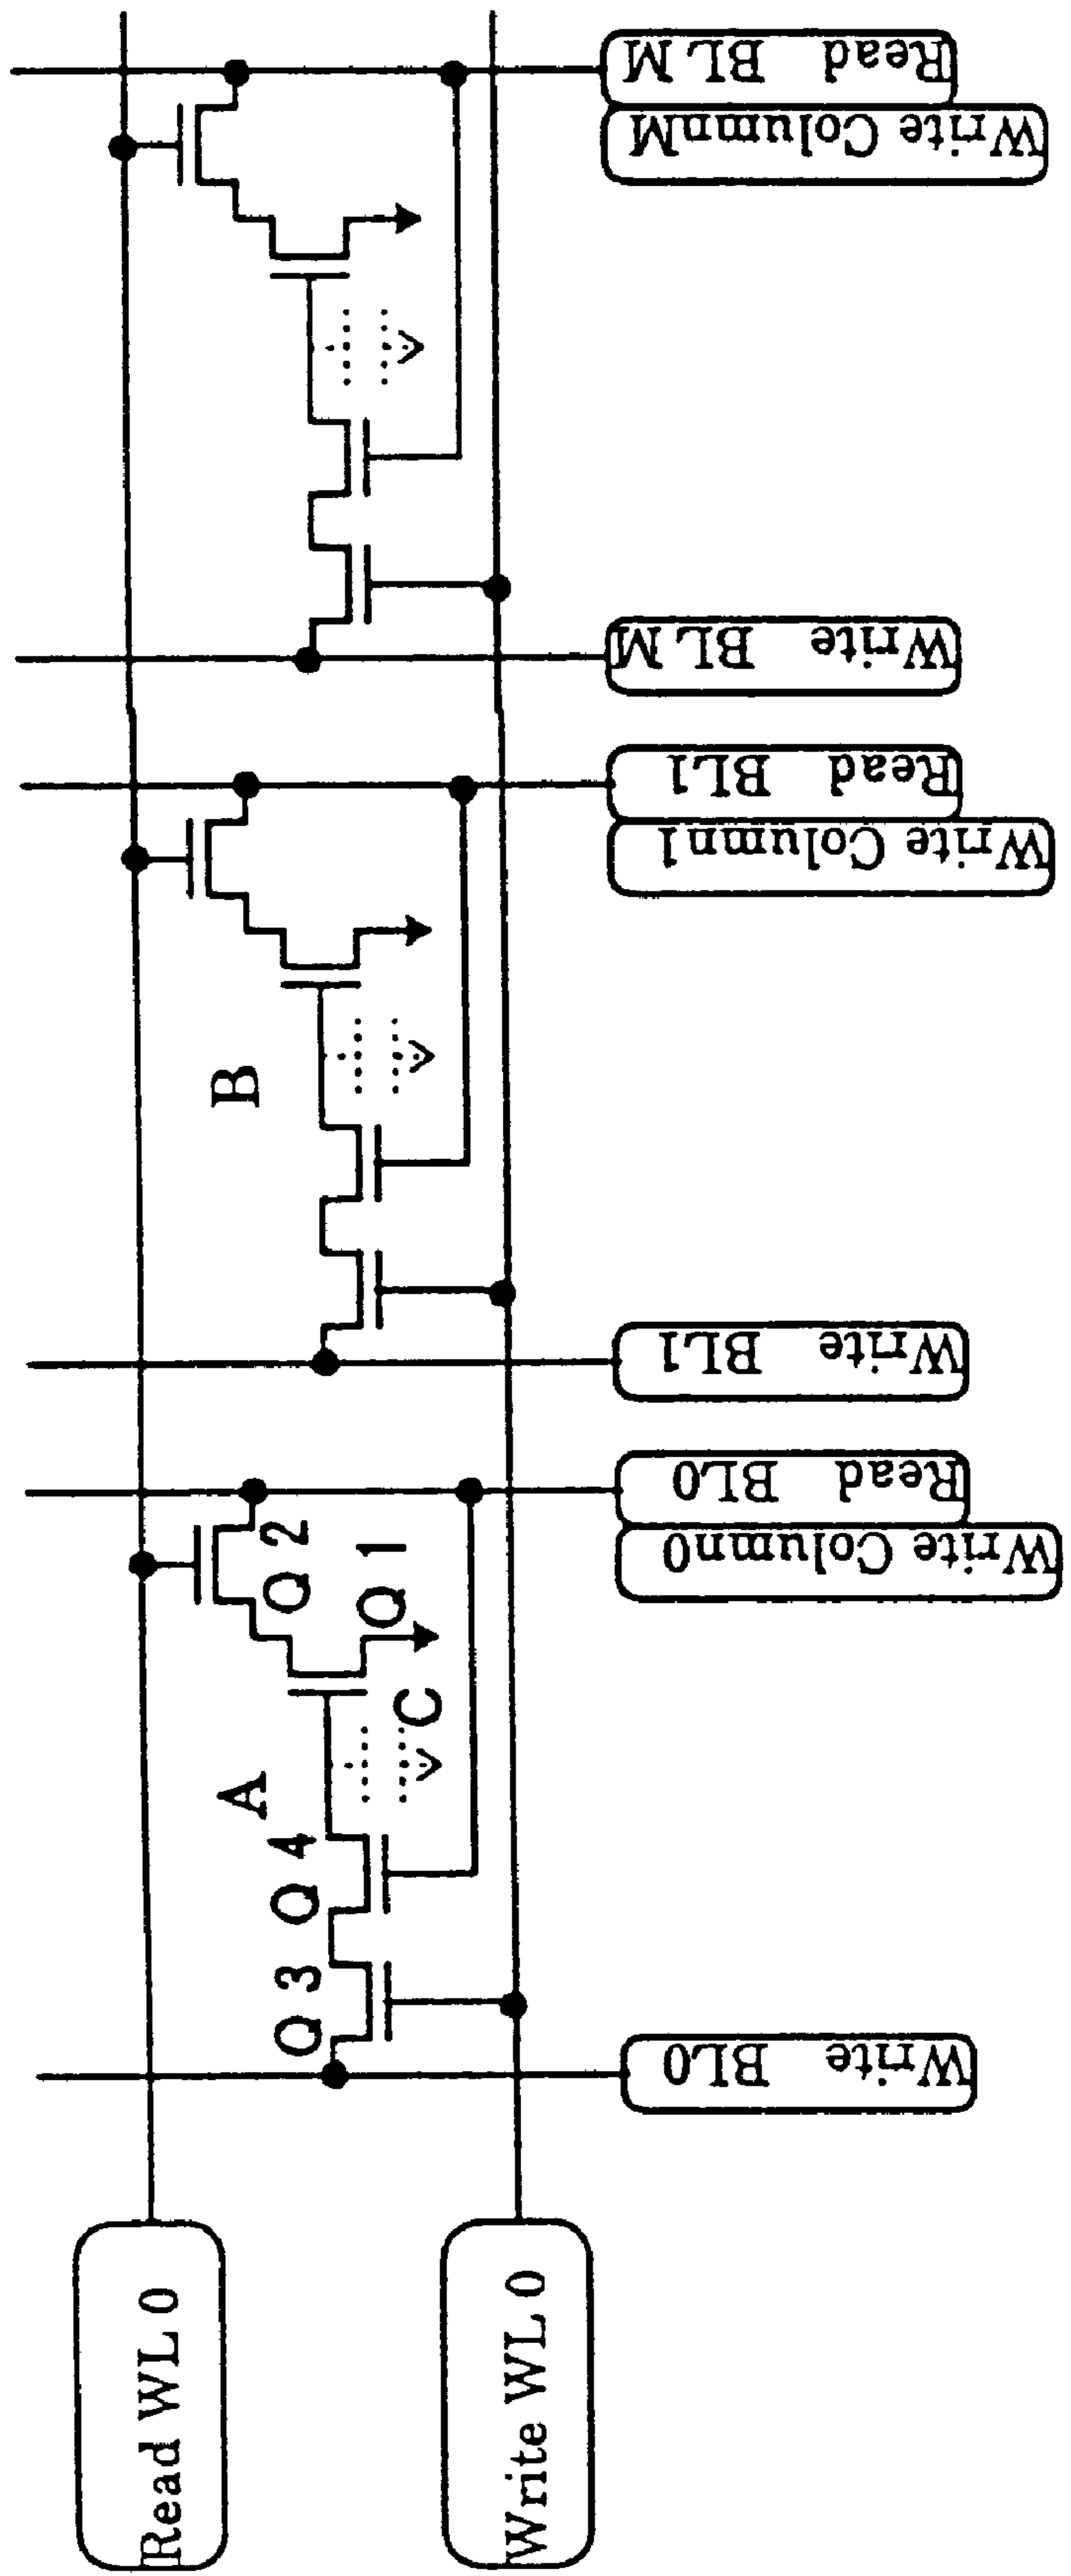 Read WL 0
Write WL 0
Q 3
Q 4
A
C
Q 2
Q 1
B
Write BL0
Write Column0
Read BL0
Write BL1
Write Column1
Read BL1
Write BL M
Write ColumnM
Read BL M